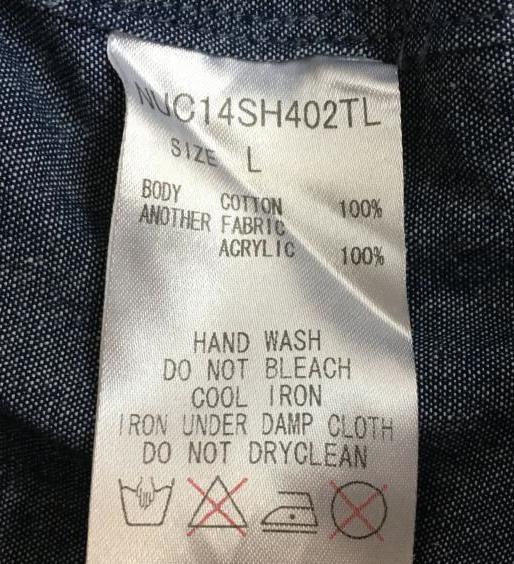 NUC14SH402TL
SIZE L
BODY COTTON 100%
ANOTHER FABRIC
ACRYLIC 100%
HAND WASH
DO NOT BLEACH
COOL IRON
IRON UNDER DAMP CLOTH
DO NOT DRYCLEAN